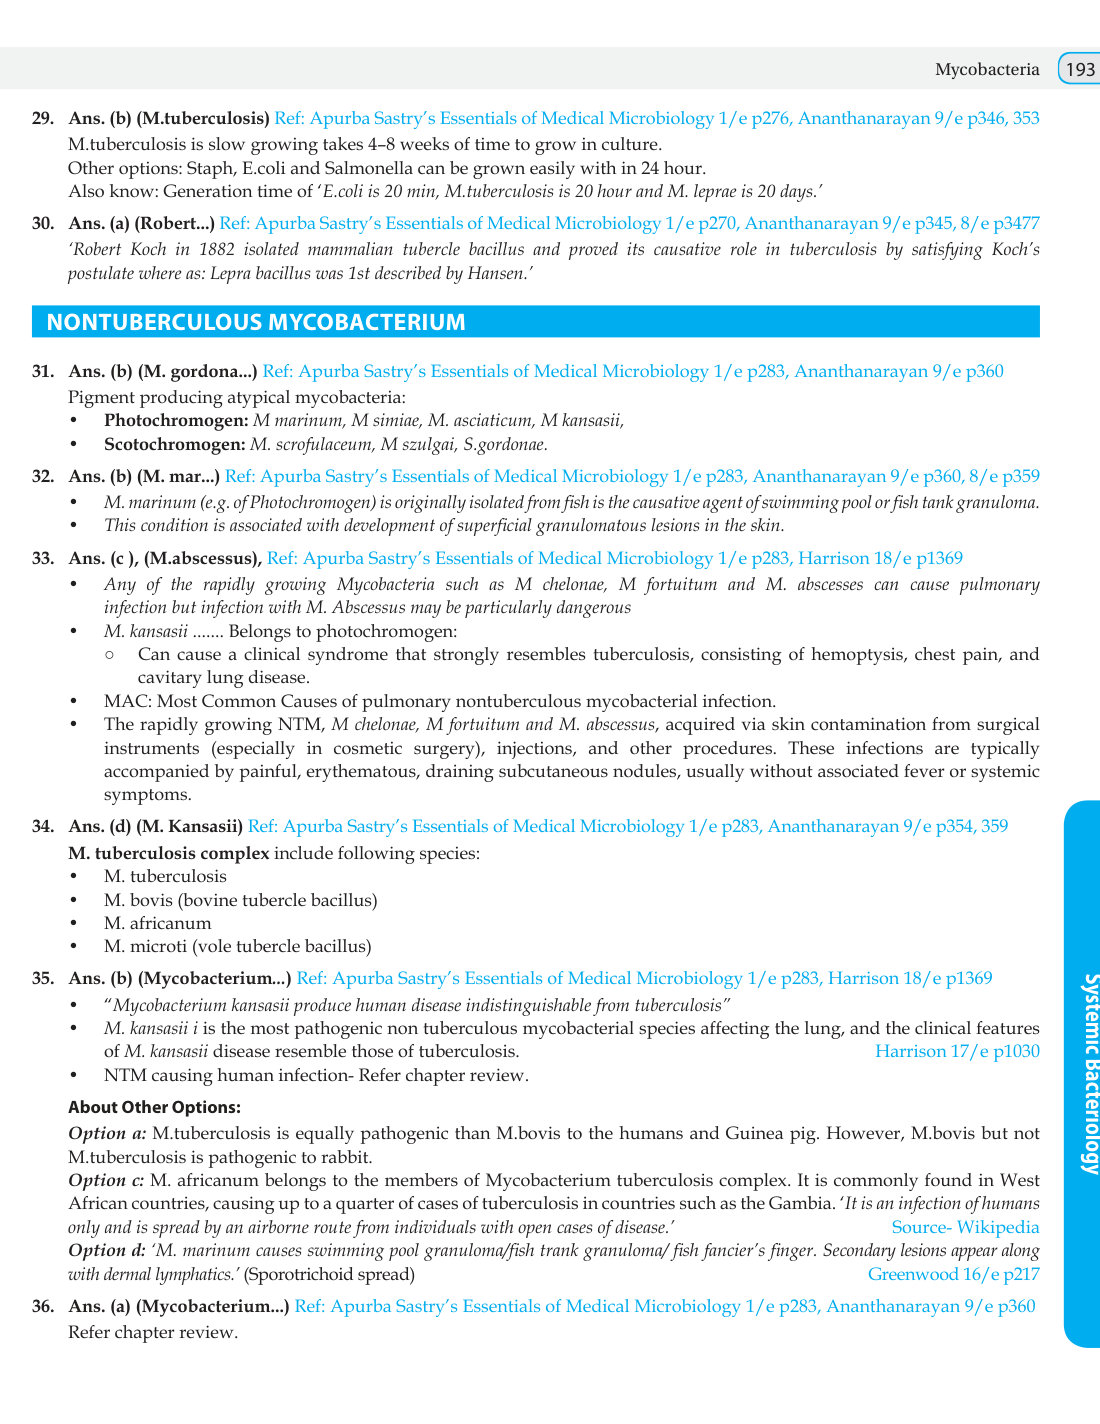 Mycobacteria 193
29. Ans. (b) (M.tuberculosis) Ref: Apurba Sastry’s Essentials of Medical Microbiology 1/e p276, Ananthanarayan 9/e p346, 353
M.tuberculosis is slow growing takes 4–8 weeks of time to grow in culture.
Other options: Staph, E.coli and Salmonella can be grown easily with in 24 hour.
Also know: Generation time of ‘E.coli is 20 min, M.tuberculosis is 20 hour and M. leprae is 20 days.’
30. Ans. (a) (Robert...) Ref: Apurba Sastry’s Essentials of Medical Microbiology 1/e p270, Ananthanarayan 9/e p345, 8/e p3477
‘Robert Koch in 1882 isolated mammalian tubercle bacillus and proved its causative role in tuberculosis by satisfying Koch’s
postulate where as: Lepra bacillus was 1st described by Hansen.’
NONTUBERCULOUS MYCOBACTERIUM
31. Ans. (b) (M. gordona...) Ref: Apurba Sastry’s Essentials of Medical Microbiology 1/e p283, Ananthanarayan 9/e p360
Pigment producing atypical mycobacteria:
• Photochromogen: M marinum, M simiae, M. asciaticum, M kansasii,
• Scotochromogen: M. scrofulaceum, M szulgai, S.gordonae.
32. Ans. (b) (M. mar...) Ref: Apurba Sastry’s Essentials of Medical Microbiology 1/e p283, Ananthanarayan 9/e p360, 8/e p359
• M. marinum (e.g. of Photochromogen) is originally isolated from fish is the causative agent of swimming pool or fish tank granuloma.
• This condition is associated with development of superficial granulomatous lesions in the skin.
33. Ans. (c ), (M.abscessus), Ref: Apurba Sastry’s Essentials of Medical Microbiology 1/e p283, Harrison 18/e p1369
• Any of the rapidly growing Mycobacteria such as M chelonae, M fortuitum and M. abscesses can cause pulmonary
infection but infection with M. Abscessus may be particularly dangerous
• M. kansasii ....... Belongs to photochromogen:
○ Can cause a clinical syndrome that strongly resembles tuberculosis, consisting of hemoptysis, chest pain, and
cavitary lung disease.
• MAC: Most Common Causes of pulmonary nontuberculous mycobacterial infection.
• The rapidly growing NTM, M chelonae, M fortuitum and M. abscessus, acquired via skin contamination from surgical
instruments (especially in cosmetic surgery), injections, and other procedures. These infections are typically
accompanied by painful, erythematous, draining subcutaneous nodules, usually without associated fever or systemic
symptoms.
34. Ans. (d) (M. Kansasii) Ref: Apurba Sastry’s Essentials of Medical Microbiology 1/e p283, Ananthanarayan 9/e p354, 359
M. tuberculosis complex include following species:
• M. tuberculosis
• M. bovis (bovine tubercle bacillus)
• M. africanum
• M. microti (vole tubercle bacillus)
35. Ans. (b) (Mycobacterium...) Ref: Apurba Sastry’s Essentials of Medical Microbiology 1/e p283, Harrison 18/e p1369
• “Mycobacterium kansasii produce human disease indistinguishable from tuberculosis”
• M. kansasii i is the most pathogenic non tuberculous mycobacterial species affecting the lung, and the clinical features
of M. kansasii disease resemble those of tuberculosis. Harrison 17/e p1030
• NTM causing human infection- Refer chapter review.
About Other Options:
Option a: M.tuberculosis is equally pathogenic than M.bovis to the humans and Guinea pig. However, M.bovis but not
M.tuberculosis is pathogenic to rabbit.
Option c: M. africanum belongs to the members of Mycobacterium tuberculosis complex. It is commonly found in West
African countries, causing up to a quarter of cases of tuberculosis in countries such as the Gambia. ‘It is an infection of humans
only and is spread by an airborne route from individuals with open cases of disease.’ Source- Wikipedia
Option d: ‘M. marinum causes swimming pool granuloma/fish trank granuloma/ fish fancier’s finger. Secondary lesions appear along
with dermal lymphatics.’ (Sporotrichoid spread) Greenwood 16/e p217
36. Ans. (a) (Mycobacterium...) Ref: Apurba Sastry’s Essentials of Medical Microbiology 1/e p283, Ananthanarayan 9/e p360
Refer chapter review.
Systemic Bacteriology